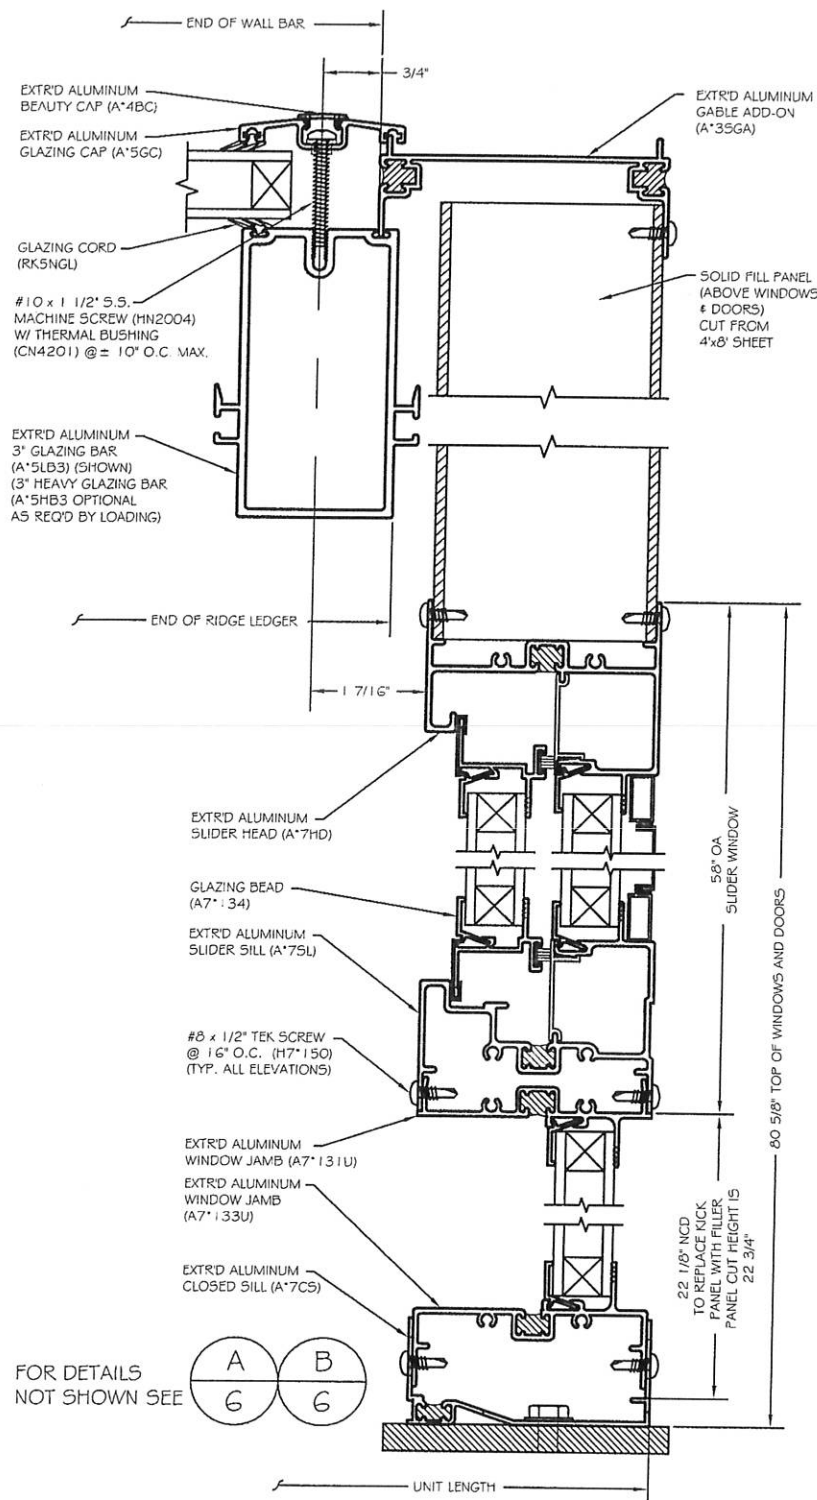 END OF WALL BAR
3/4"
EXTR'D ALUMINUM
BEAUTY CAP (A*4BC)
EXTR'D ALUMINUM
GLAZING CAP (A*5GC)
EXTR'D ALUMINUM
GABLE ADD-ON
(A*3SGA)
GLAZING CORD
(RK5NGL)
#10 x 1 1/2" S.S.
MACHINE SCREW (HN2004)
W/ THERMAL BUSHING
(CN4201) @ ± 10" O.C. MAX.
SOLID FILL PANEL
(ABOVE WINDOWS
& DOORS)
CUT FROM
4'x8' SHEET
EXTR'D ALUMINUM
3" GLAZING BAR
(A*5LB3) (SHOWN)
(3" HEAVY GLAZING BAR
(A*5HB3 OPTIONAL
AS REQ'D BY LOADING)
END OF RIDGE LEDGER
1 7/16"
EXTR'D ALUMINUM
SLIDER HEAD (A*7HD)
GLAZING BEAD
(A7*134)
EXTR'D ALUMINUM
SLIDER SILL (A*7SL)
#8 x 1/2" TEK SCREW
@ 16" O.C. (H7*150)
(TYP. ALL ELEVATIONS)
EXTR'D ALUMINUM
WINDOW JAMB (A7*131U)
EXTR'D ALUMINUM
WINDOW JAMB
(A7*133U)
EXTR'D ALUMINUM
CLOSED SILL (A*7CS)
58" OA
SLIDER WINDOW
80 5/8" TOP OF WINDOWS AND DOORS
22 1/8" NCD
TO REPLACE KICK
PANEL WITH FILLER
PANEL CUT HEIGHT IS
22 3/4"
FOR DETAILS
NOT SHOWN SEE
A
6
B
6
UNIT LENGTH